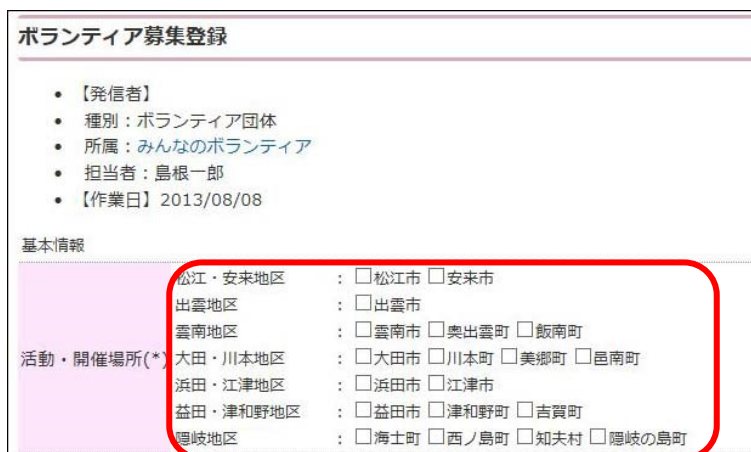 ボランティア募集登録
• 【発信者】
• 種別：ボランティア団体
• 所属：みんなのボランティア
• 担当者：島根一郎
• 【作業日】2013/08/08
基本情報
活動・開催場所(*)
松江・安来地区 ： □松江市 □安来市
出雲地区 ： □出雲市
雲南地区 ： □雲南市 □奥出雲町 □飯南町
大田・川本地区 ： □大田市 □川本町 □美郷町 □邑南町
浜田・江津地区 ： □浜田市 □江津市
益田・津和野地区 ： □益田市 □津和野町 □吉賀町
隠岐地区 ： □海士町 □西ノ島町 □知夫村 □隠岐の島町